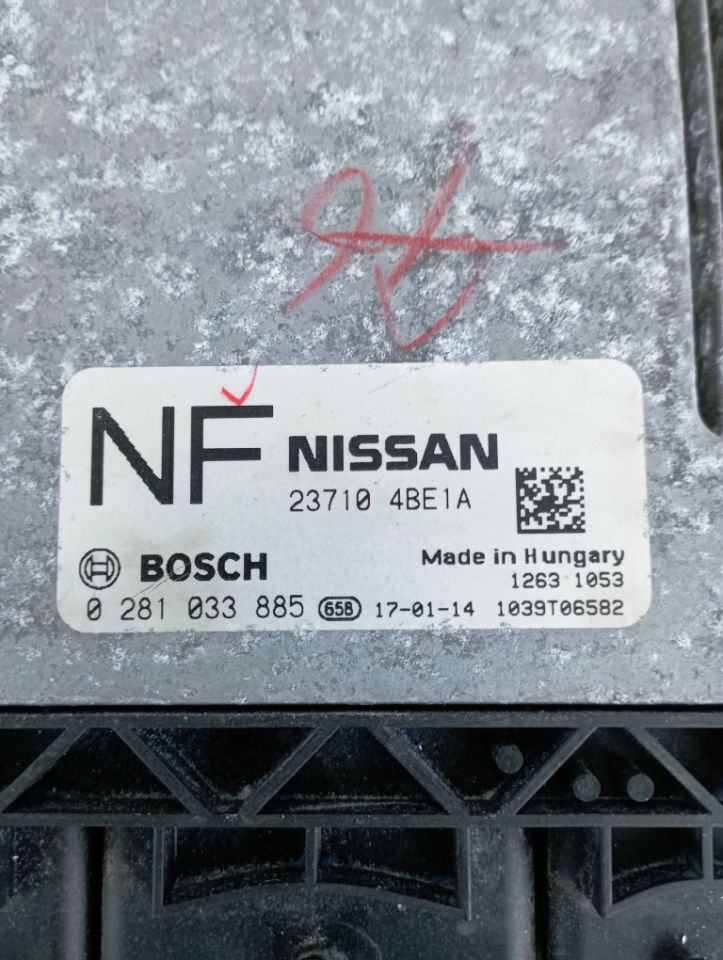 NF NISSAN
23710 4BE1A
BOSCH Made in Hungary
1263 1053
0 281 033 885 65B 17-01-14 1039T06582